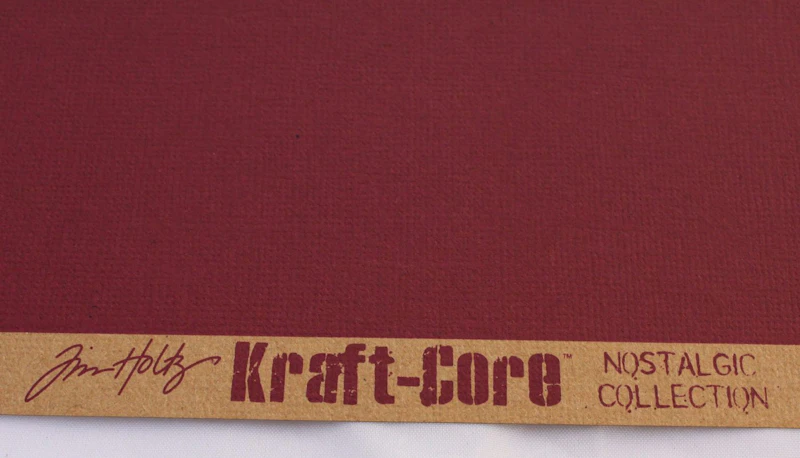 Tim Holtz Kraft-Core™ NOSTALGIC
COLLECTION